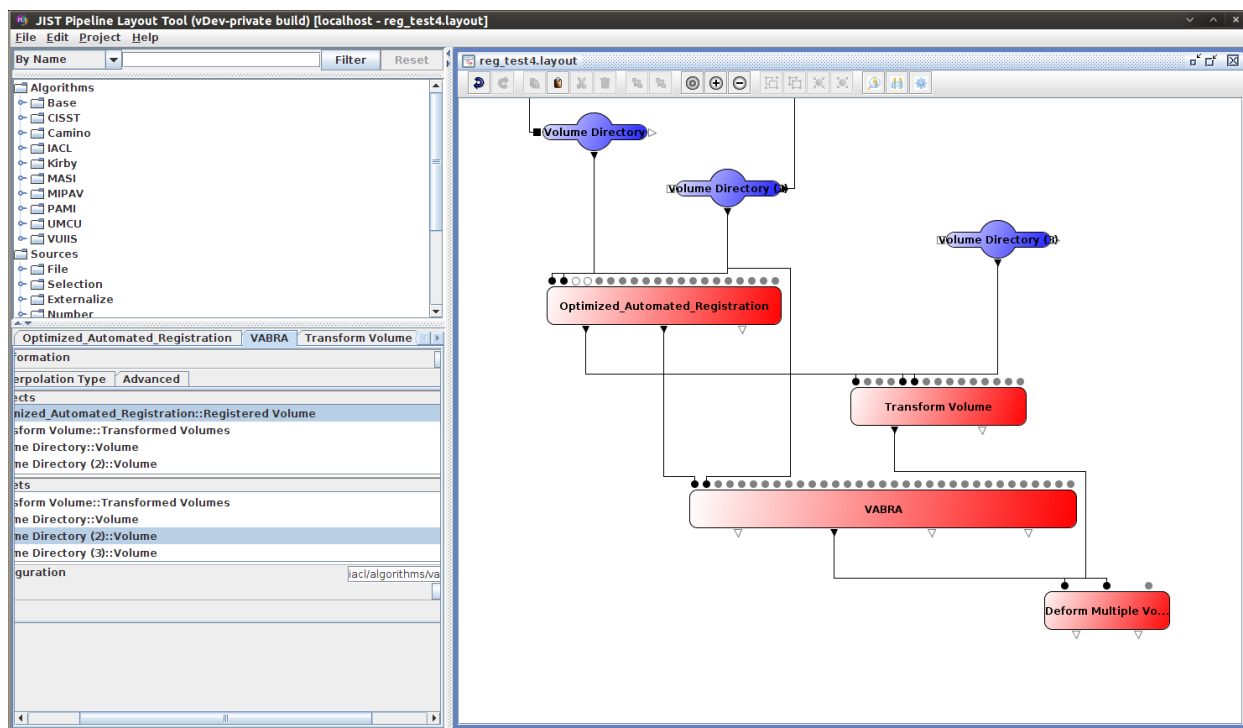 JIST Pipeline Layout Tool (vDev-private build) [localhost - reg_test4.layout]
File Edit Project Help
By Name Filter Reset
Algorithms
Base
CISST
Camino
IACL
Kirby
MASI
MIPAV
PAMI
UMCU
VUIIS
Sources
File
Selection
Externalize
Number
Optimized_Automated_Registration VABRA Transform Volume
formation
erpolation Type Advanced
ects
mized_Automated_Registration::Registered Volume
sform Volume::Transformed Volumes
me Directory::Volume
me Directory (2)::Volume
ets
sform Volume::Transformed Volumes
me Directory::Volume
me Directory (2)::Volume
me Directory (3)::Volume
guration iacl/algorithms/va
reg_test4.layout
Volume Directory
Volume Directory (2)
Volume Directory (3)
Optimized_Automated_Registration
Transform Volume
VABRA
Deform Multiple Vo...